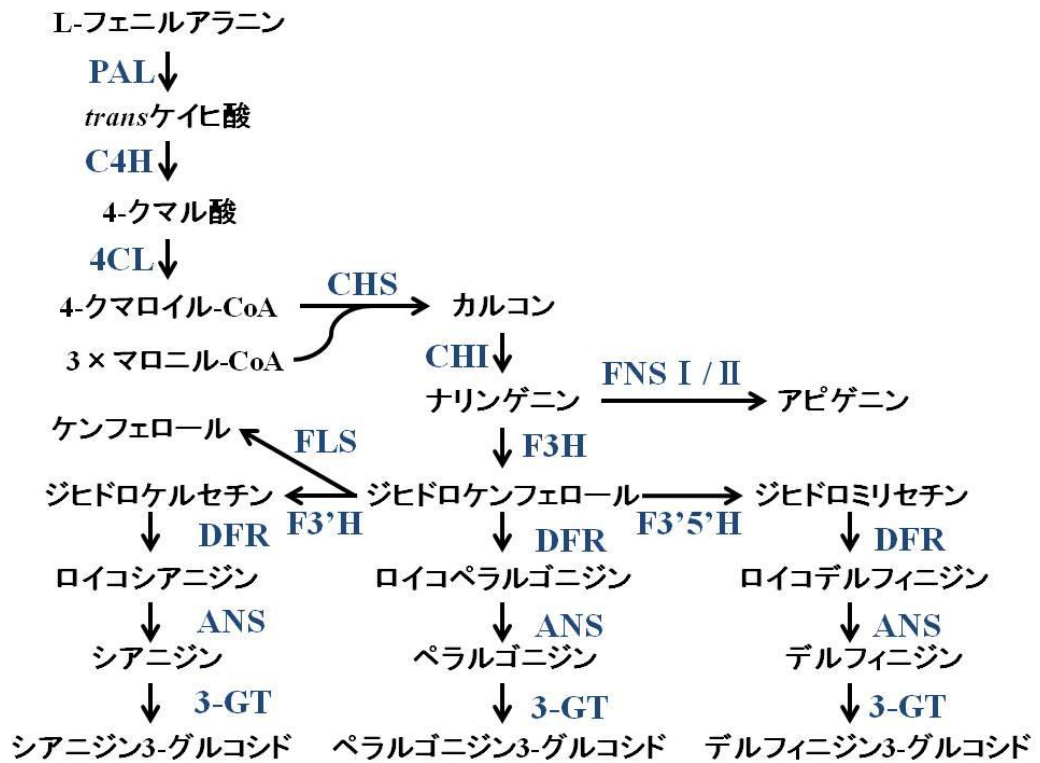 L-フェニルアラニン
PAL
transケイヒ酸
C4H
4-クマル酸
4CL
4-クマロイル-CoA
CHS
カルコン
3×マロニル-CoA
CHI
FNS Ⅰ/Ⅱ
ナリンゲニン
アピゲニン
ケンフェロール
FLS
F3H
ジヒドロケルセチン
ジヒドロケンフェロール
ジヒドロミリセチン
F3’H
F3’5’H
DFR
DFR
DFR
ロイコシアニジン
ロイコペラルゴニジン
ロイコデルフィニジン
ANS
ANS
ANS
シアニジン
ペラルゴニジン
デルフィニジン
3-GT
3-GT
3-GT
シアニジン3-グルコシド
ペラルゴニジン3-グルコシド
デルフィニジン3-グルコシド